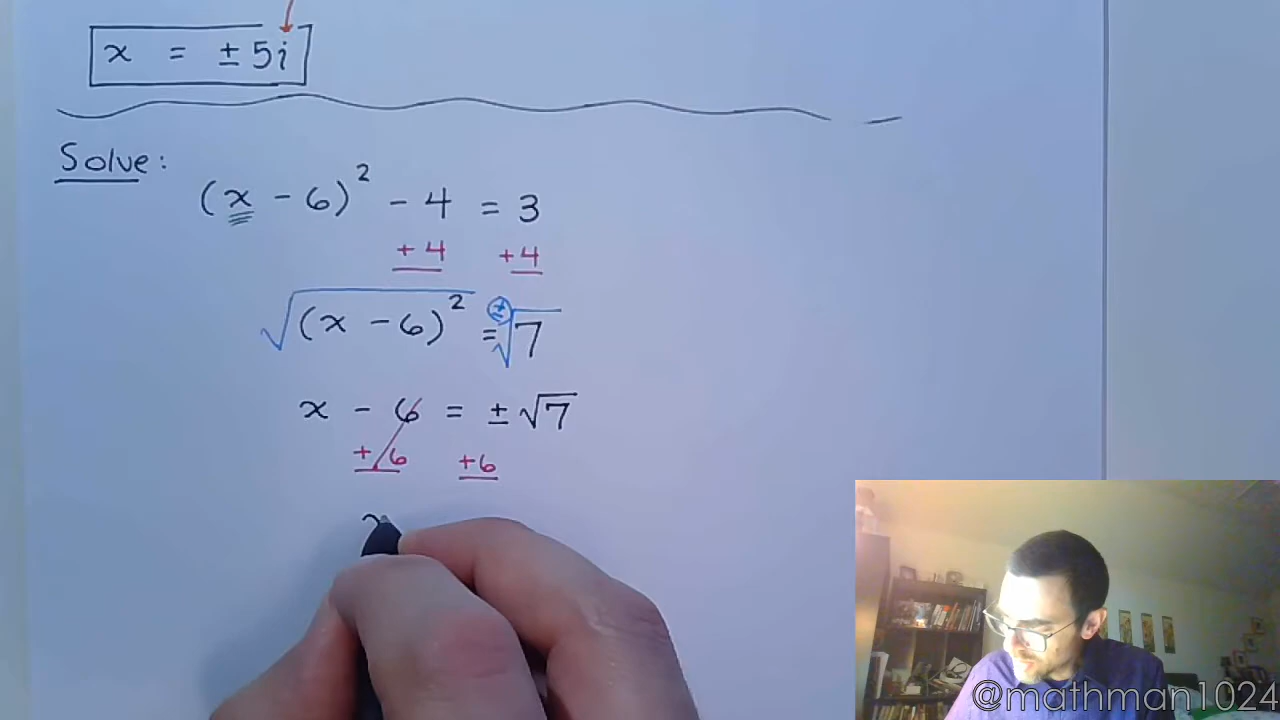 x = ± 5i
Solve:
(x - 6)² - 4 = 3
+4 +4
√(x - 6)² = ±√7
x - 6 = ± √7
+6 +6
x
@mathman1024